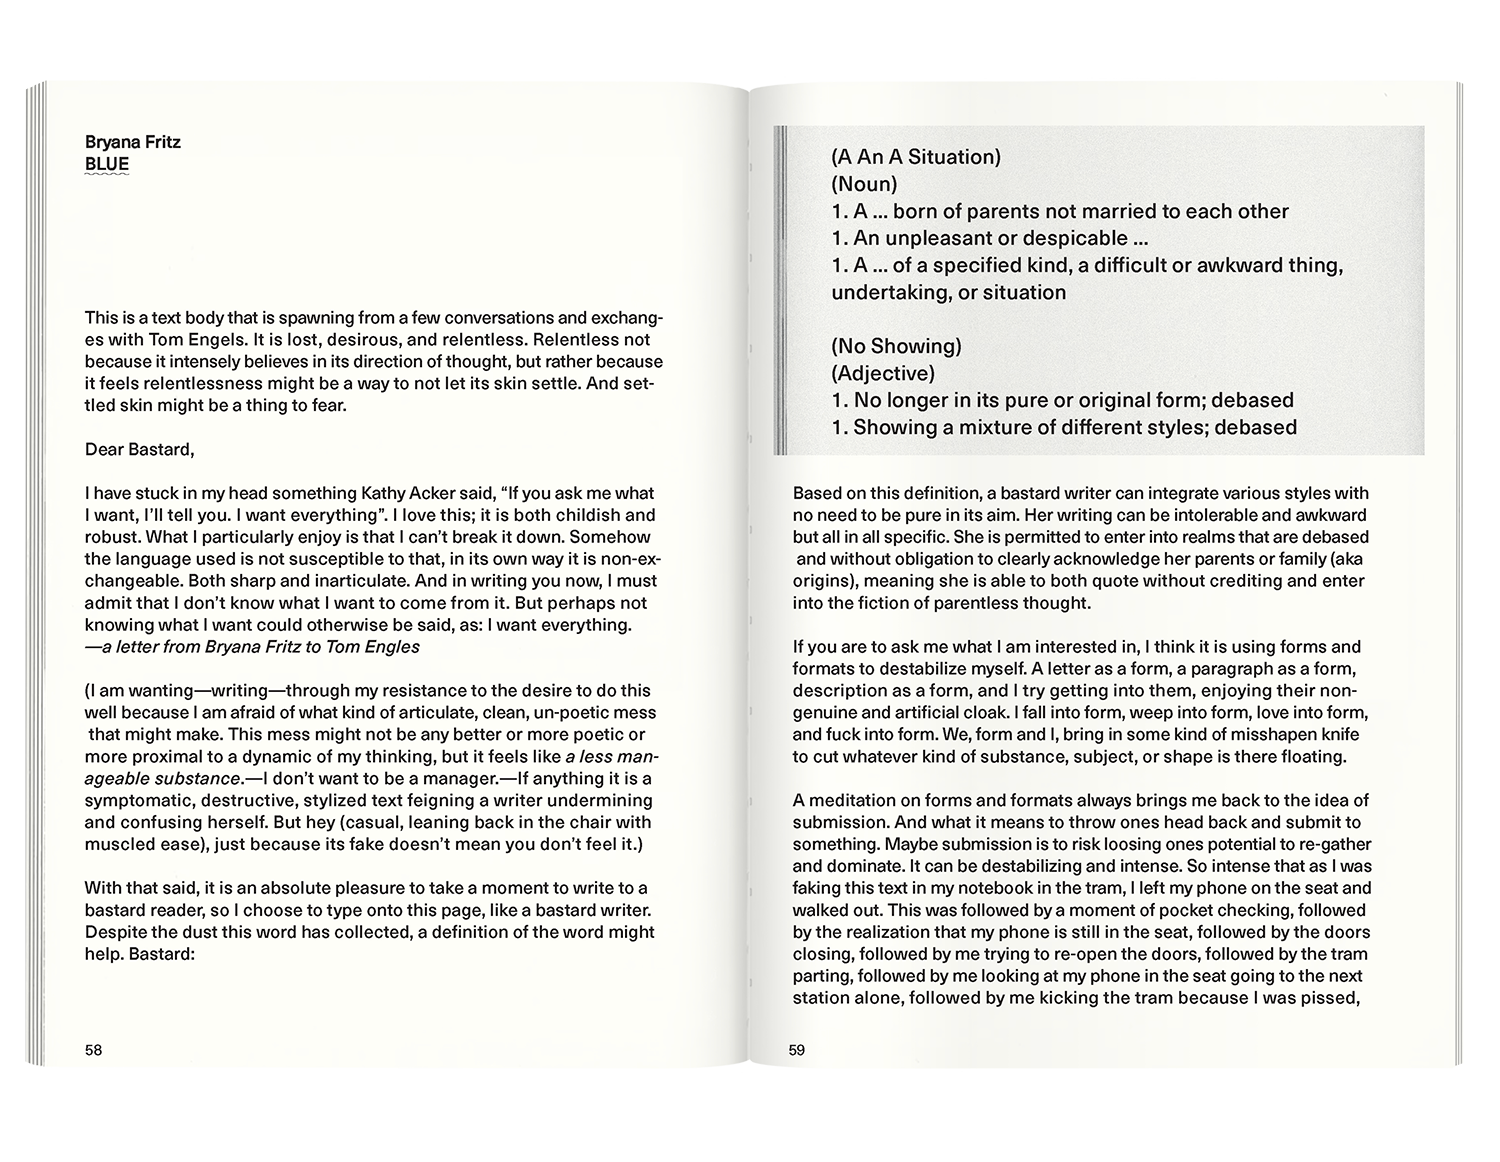 Bryana Fritz
BLUE
This is a text body that is spawning from a few conversations and exchang-
es with Tom Engels. It is lost, desirous, and relentless. Relentless not
because it intensely believes in its direction of thought, but rather because
it feels relentlessness might be a way to not let its skin settle. And set-
tled skin might be a thing to fear.
Dear Bastard,
I have stuck in my head something Kathy Acker said, “If you ask me what
I want, I’ll tell you. I want everything”. I love this; it is both childish and
robust. What I particularly enjoy is that I can’t break it down. Somehow
the language used is not susceptible to that, in its own way it is non-ex-
changeable. Both sharp and inarticulate. And in writing you now, I must
admit that I don’t know what I want to come from it. But perhaps not
knowing what I want could otherwise be said, as: I want everything.
—a letter from Bryana Fritz to Tom Engles
(I am wanting—writing—through my resistance to the desire to do this
well because I am afraid of what kind of articulate, clean, un-poetic mess
that might make. This mess might not be any better or more poetic or
more proximal to a dynamic of my thinking, but it feels like a less man-
ageable substance.—I don’t want to be a manager.—If anything it is a
symptomatic, destructive, stylized text feigning a writer undermining
and confusing herself. But hey (casual, leaning back in the chair with
muscled ease), just because its fake doesn’t mean you don’t feel it.)
With that said, it is an absolute pleasure to take a moment to write to a
bastard reader, so I choose to type onto this page, like a bastard writer.
Despite the dust this word has collected, a definition of the word might
help. Bastard:
58
(A An A Situation)
(Noun)
1. A ... born of parents not married to each other
1. An unpleasant or despicable ...
1. A ... of a specified kind, a difficult or awkward thing,
undertaking, or situation
(No Showing)
(Adjective)
1. No longer in its pure or original form; debased
1. Showing a mixture of different styles; debased
Based on this definition, a bastard writer can integrate various styles with
no need to be pure in its aim. Her writing can be intolerable and awkward
but all in all specific. She is permitted to enter into realms that are debased
and without obligation to clearly acknowledge her parents or family (aka
origins), meaning she is able to both quote without crediting and enter
into the fiction of parentless thought.
If you are to ask me what I am interested in, I think it is using forms and
formats to destabilize myself. A letter as a form, a paragraph as a form,
description as a form, and I try getting into them, enjoying their non-
genuine and artificial cloak. I fall into form, weep into form, love into form,
and fuck into form. We, form and I, bring in some kind of misshapen knife
to cut whatever kind of substance, subject, or shape is there floating.
A meditation on forms and formats always brings me back to the idea of
submission. And what it means to throw ones head back and submit to
something. Maybe submission is to risk loosing ones potential to re-gather
and dominate. It can be destabilizing and intense. So intense that as I was
faking this text in my notebook in the tram, I left my phone on the seat and
walked out. This was followed by a moment of pocket checking, followed
by the realization that my phone is still in the seat, followed by the doors
closing, followed by me trying to re-open the doors, followed by the tram
parting, followed by me looking at my phone in the seat going to the next
station alone, followed by me kicking the tram because I was pissed,
59